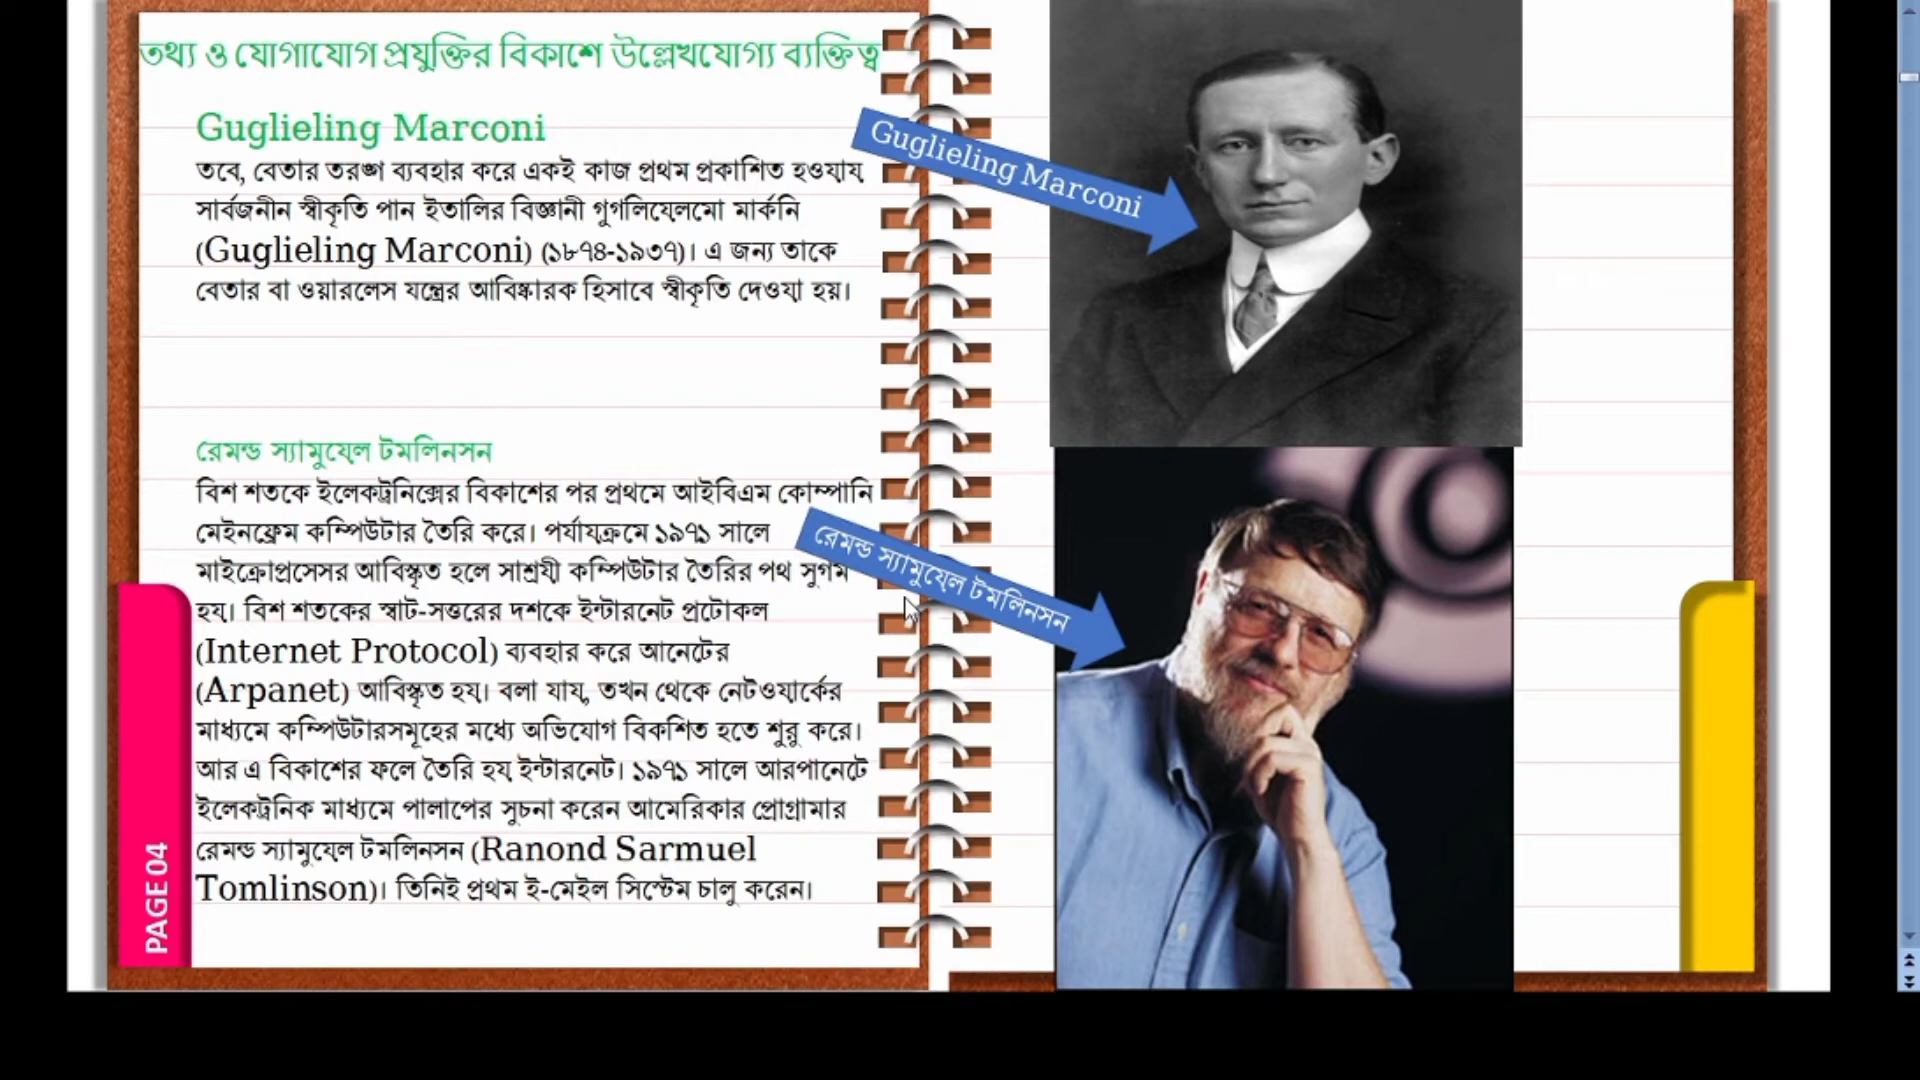 তথ্য ও যোগাযোগ প্রযুক্তির বিকাশে উল্লেখযোগ্য ব্যক্তিত্ব
Guglieling Marconi
তবে, বেতার তরঙ্গ ব্যবহার করে একই কাজ প্রথম প্রকাশিত হওয়ায়
সার্বজনীন স্বীকৃতি পান ইতালির বিজ্ঞানী গুগলিয়েলমো মার্কনি
(Guglieling Marconi) (১৮৭৪-১৯৩৭)। এ জন্য তাকে
বেতার বা ওয়ারলেস যন্ত্রের আবিষ্কারক হিসাবে স্বীকৃতি দেওয়া হয়।
রেমন্ড স্যামুয়েল টমলিনসন
বিশ শতকে ইলেকট্রনিক্সের বিকাশের পর প্রথমে আইবিএম কোম্পানি
মেইনফ্রেম কম্পিউটার তৈরি করে। পর্যায়ক্রমে ১৯৭১ সালে
মাইক্রোপ্রসেসর আবিস্কৃত হলে সাশ্রয়ী কম্পিউটার তৈরির পথ সুগম
হয়। বিশ শতকের স্বাট-সত্তরের দশকে ইন্টারনেট প্রটোকল
(Internet Protocol) ব্যবহার করে আনেটের
(Arpanet) আবিস্কৃত হয়। বলা যায়, তখন থেকে নেটওয়ার্কের
মাধ্যমে কম্পিউটারসমূহের মধ্যে অভিযোগ বিকশিত হতে শুরু করে।
আর এ বিকাশের ফলে তৈরি হয় ইন্টারনেট। ১৯৭১ সালে আরপানেটে
ইলেকট্রনিক মাধ্যমে পালাপের সুচনা করেন আমেরিকার প্রোগ্রামার
রেমন্ড স্যামুয়েল টমলিনসন (Ranond Sarmuel
Tomlinson)। তিনিই প্রথম ই-মেইল সিস্টেম চালু করেন।
PAGE 04
Guglieling Marconi
রেমন্ড স্যামুয়েল টমলিনসন